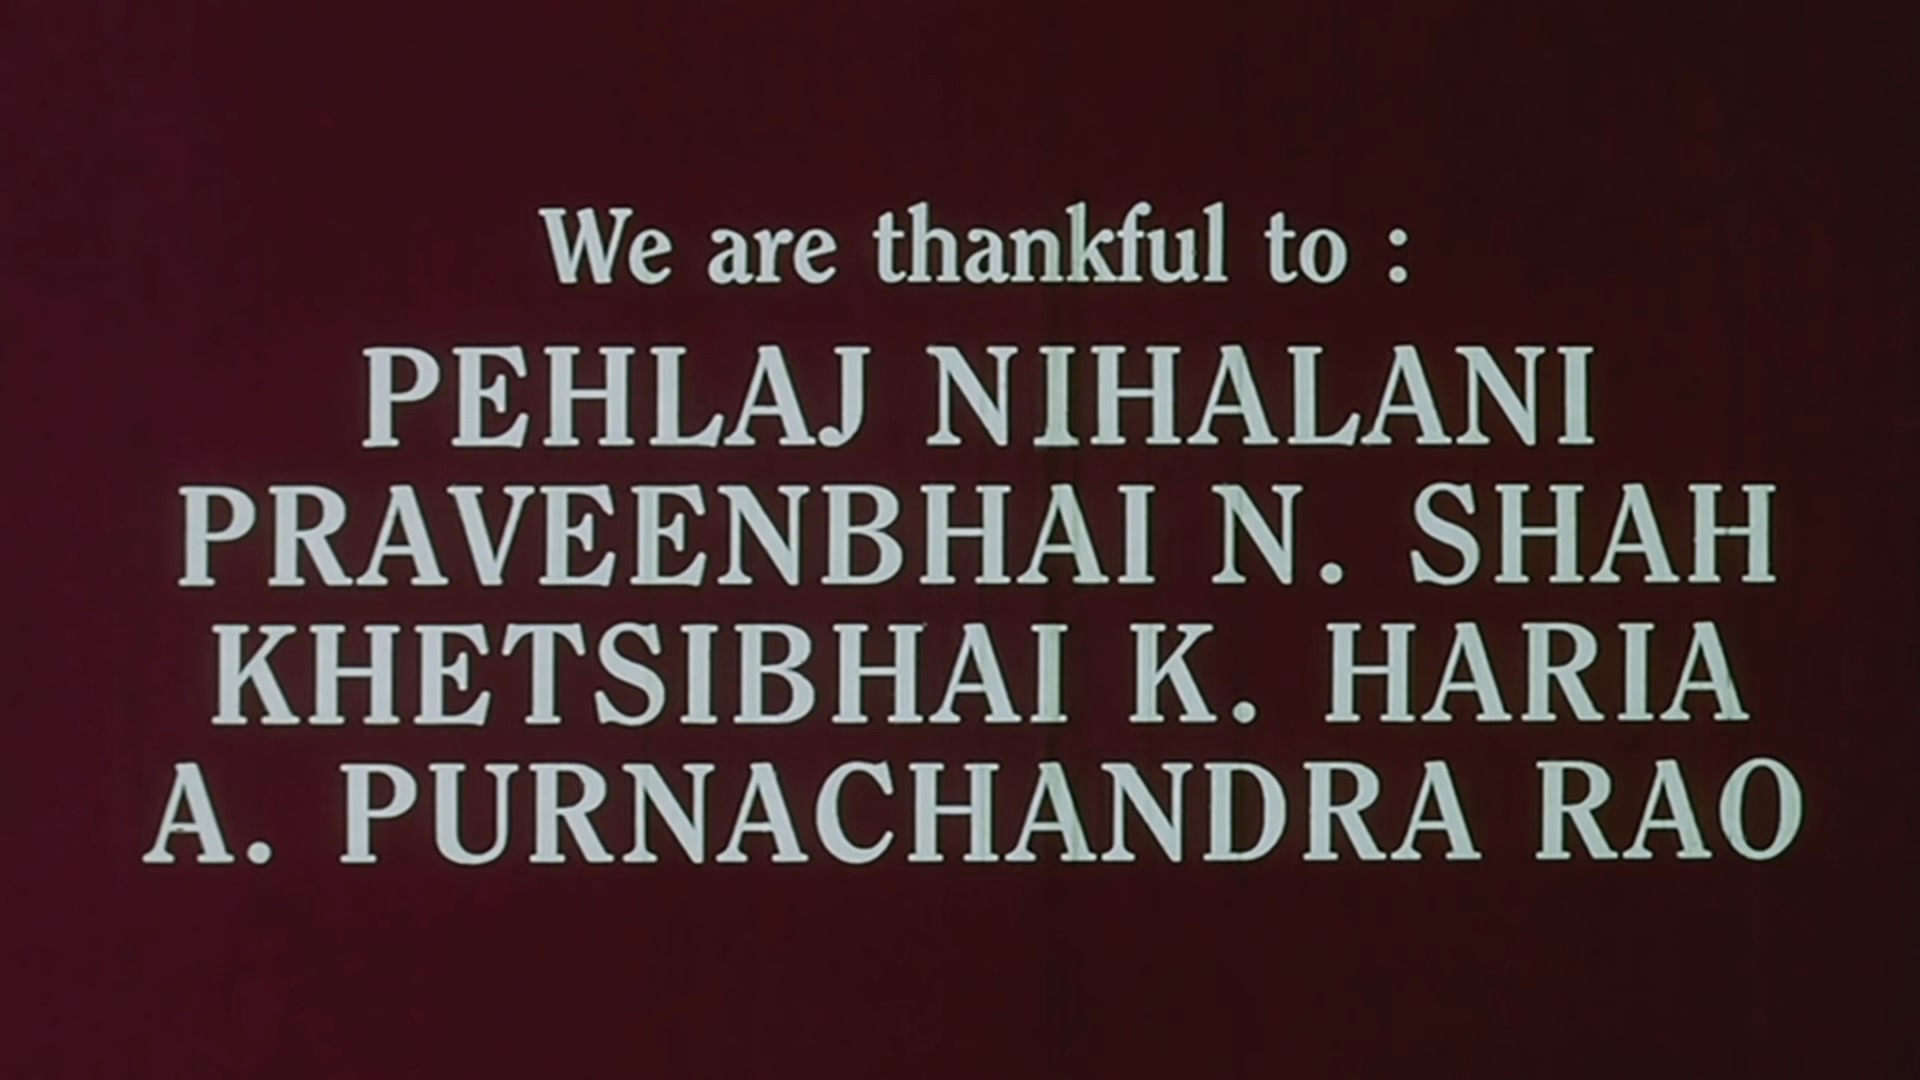 We are thankful to :
PEHLAJ NIHALANI
PRAVEENBHAI N. SHAH
KHETSIBHAI K. HARIA
A. PURNACHANDRA RAO